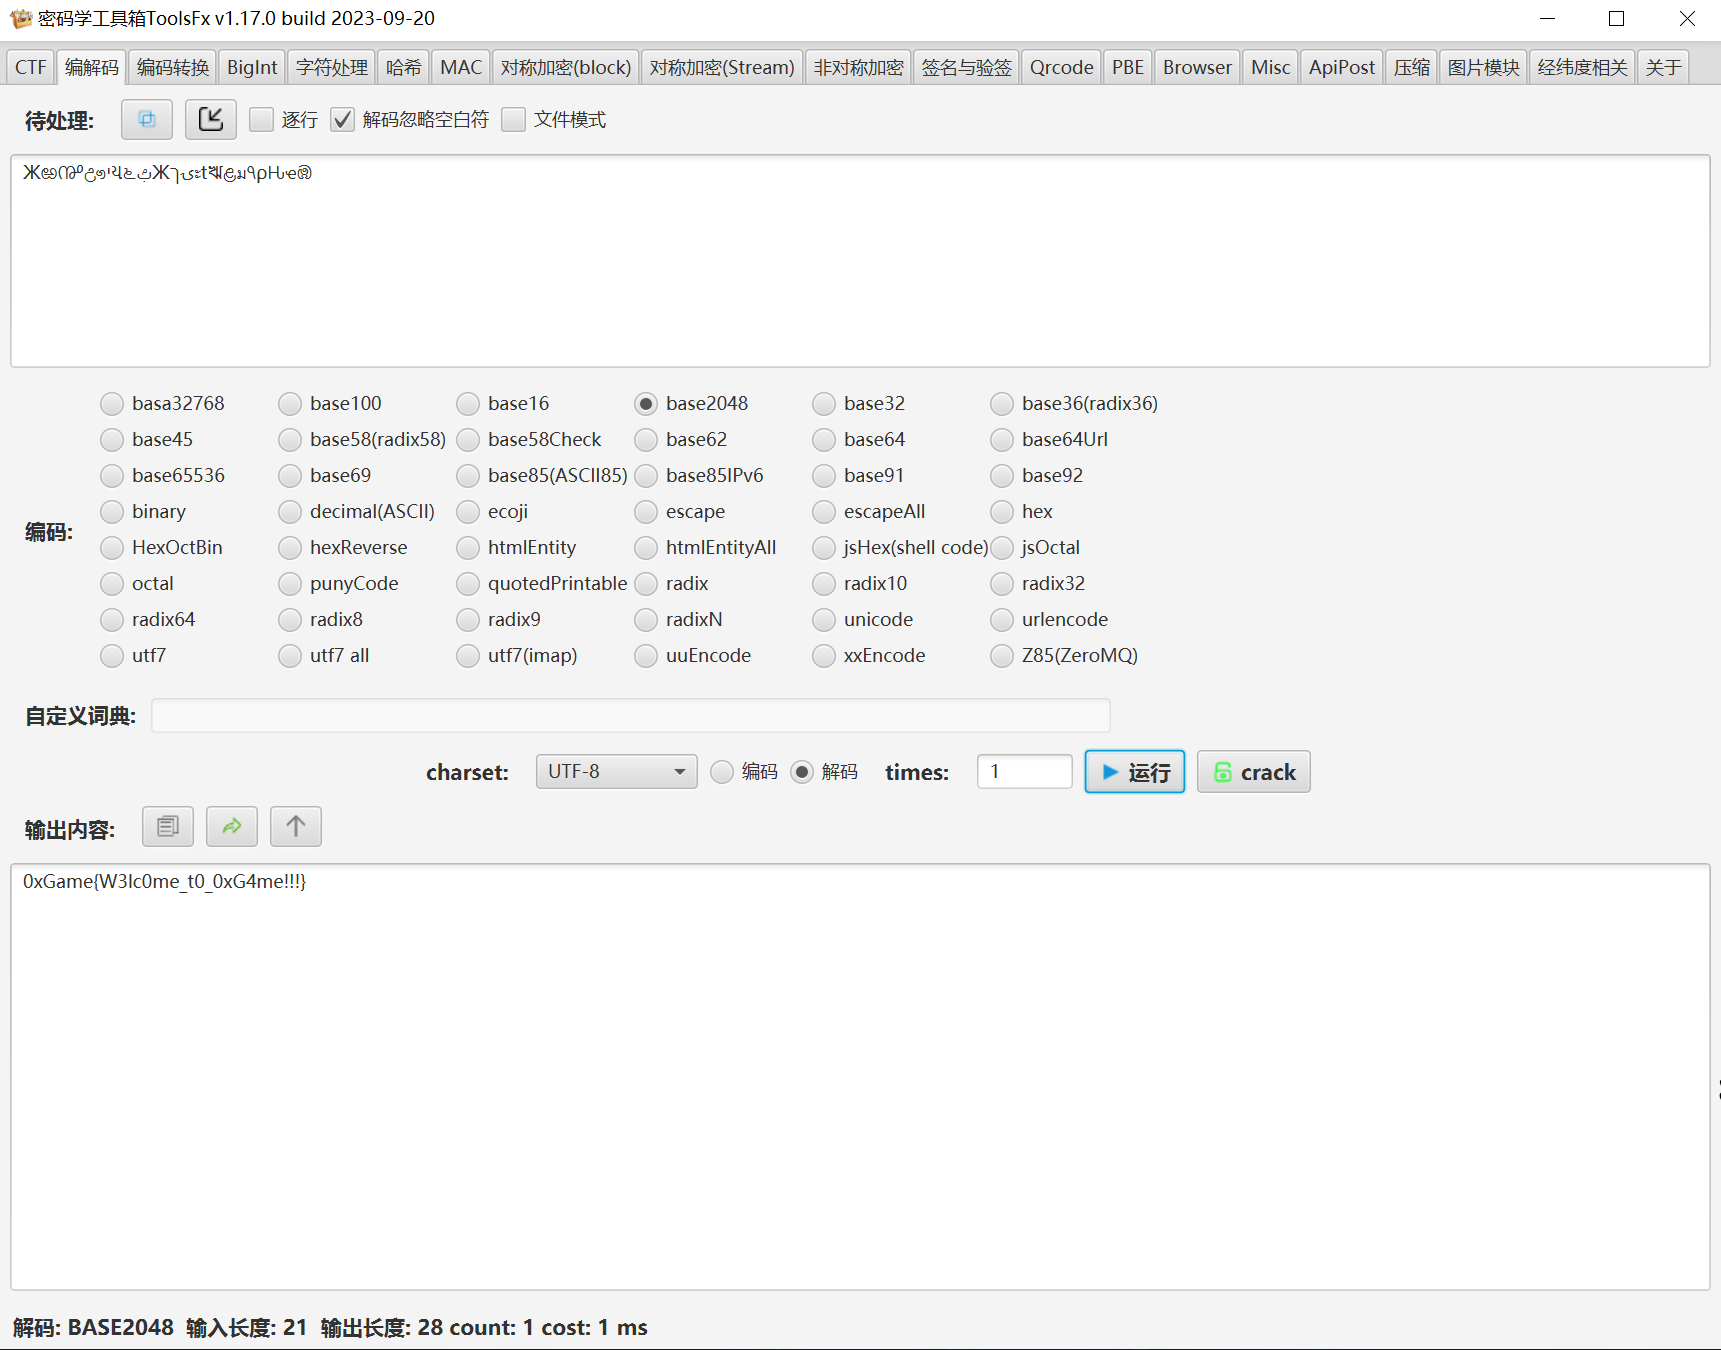 密码学工具箱ToolsFx v1.17.0 build 2023-09-20
CTF 编解码 编码转换 BigInt 字符处理 哈希 MAC 对称加密(block) 对称加密(Stream) 非对称加密 签名与验签 Qrcode PBE Browser Misc ApiPost 压缩 图片模块 经纬度相关 关于
待处理: 逐行 解码忽略空白符 文件模式
basa32768 base100 base16 base2048 base32 base36(radix36)
base45 base58(radix58) base58Check base62 base64 base64Url
base65536 base69 base85(ASCII85) base85IPv6 base91 base92
编码: binary decimal(ASCII) ecoji escape escapeAll hex
HexOctBin hexReverse htmlEntity htmlEntityAll jsHex(shell code) jsOctal
octal punyCode quotedPrintable radix radix10 radix32
radix64 radix8 radix9 radixN unicode urlencode
utf7 utf7 all utf7(imap) uuEncode xxEncode Z85(ZeroMQ)
自定义词典:
charset: UTF-8 编码 解码 times: 1 运行 crack
输出内容:
0xGame{W3lc0me_t0_0xG4me!!!}
解码: BASE2048 输入长度: 21 输出长度: 28 count: 1 cost: 1 ms